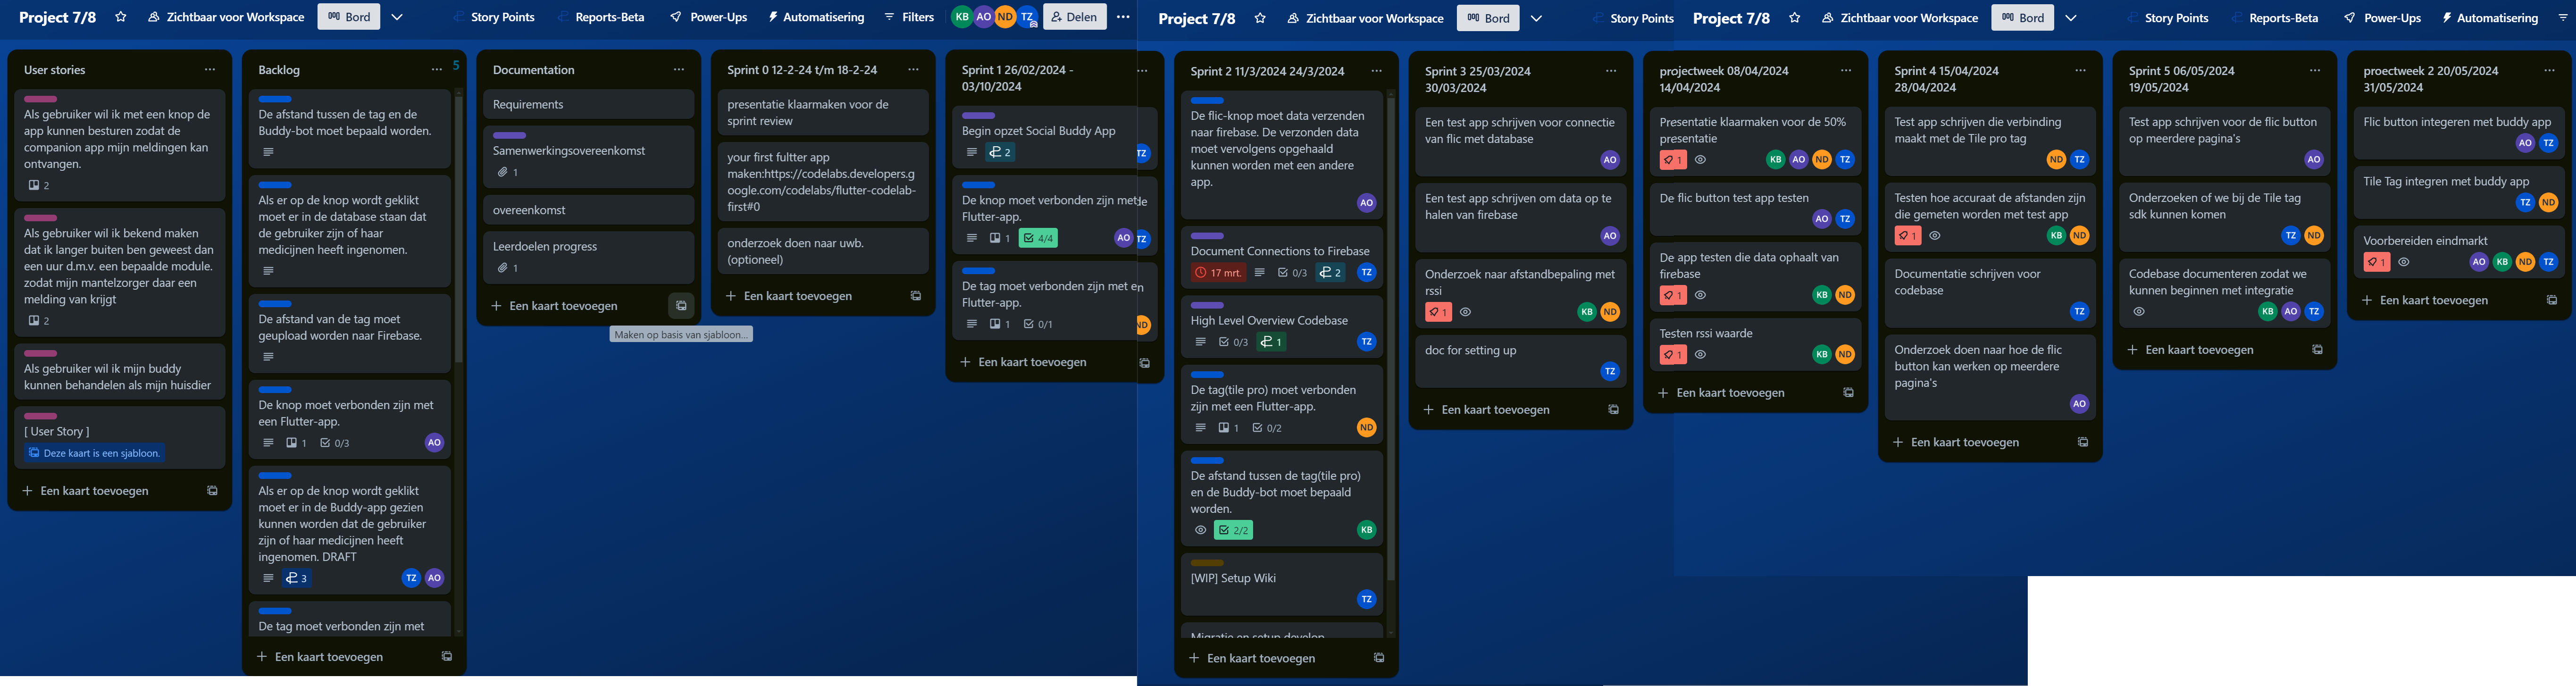 Project 7/8
Zichtbaar voor Workspace
Bord
Story Points
Reports-Beta
Power-Ups
Automatisering
Filters
KB AO ND TZ
Delen
User stories
Als gebruiker wil ik met een knop de
app kunnen besturen zodat de
companion app mijn meldingen kan
ontvangen.
2
Als gebruiker wil ik bekend maken
dat ik langer buiten ben geweest dan
een uur d.m.v. een bepaalde module.
zodat mijn mantelzorger daar een
melding van krijgt
2
Als gebruiker wil ik mijn buddy
kunnen behandelen als mijn huisdier
[ User Story ]
Deze kaart is een sjabloon.
Een kaart toevoegen
Backlog
5
De afstand tussen de tag en de
Buddy-bot moet bepaald worden.
Als er op de knop wordt geklikt
moet er in de database staan dat
de gebruiker zijn of haar
medicijnen heeft ingenomen.
De afstand van de tag moet
geupload worden naar Firebase.
De knop moet verbonden zijn met
een Flutter-app.
1 0/3 AO
Als er op de knop wordt geklikt
moet er in de Buddy-app gezien
kunnen worden dat de gebruiker
zijn of haar medicijnen heeft
ingenomen. DRAFT
3 TZ AO
De tag moet verbonden zijn met
Een kaart toevoegen
Documentation
Requirements
Samenwerkingsovereenkomst
1
overeenkomst
Leerdoelen progress
1
Een kaart toevoegen
Maken op basis van sjabloon...
Sprint 0 12-2-24 t/m 18-2-24
presentatie klaarmaken voor de
sprint review
your first fultter app
maken:https://codelabs.developers.g
oogle.com/codelabs/flutter-codelab-
first#0
onderzoek doen naar uwb.
(optioneel)
Een kaart toevoegen
Sprint 1 26/02/2024 -
03/10/2024
Begin opzet Social Buddy App
2 TZ
De knop moet verbonden zijn met
Flutter-app.
1 4/4 AO TZ
De tag moet verbonden zijn met en
Flutter-app.
1 0/1 ND
Een kaart toevoegen
Project 7/8
Zichtbaar voor Workspace
Bord
Story Points
Sprint 2 11/3/2024 24/3/2024
De flic-knop moet data verzenden
naar firebase. De verzonden data
moet vervolgens opgehaald
kunnen worden met een andere
app.
AO
Document Connections to Firebase
17 mrt. 0/3 2 TZ
High Level Overview Codebase
0/3 1 TZ
De tag(tile pro) moet verbonden
zijn met een Flutter-app.
1 0/2 ND
De afstand tussen de tag(tile pro)
en de Buddy-bot moet bepaald
worden.
2/2 KB
[WIP] Setup Wiki
TZ
Migratie en setup develop
Een kaart toevoegen
Sprint 3 25/03/2024
30/03/2024
Een test app schrijven voor connectie
van flic met database
AO
Een test app schrijven om data op te
halen van firebase
AO
Onderzoek naar afstandbepaling met
rssi
1 KB ND
doc for setting up
TZ
Een kaart toevoegen
Project 7/8
Zichtbaar voor Workspace
Bord
Story Points
Reports-Beta
Power-Ups
Automatisering
projectweek 08/04/2024
14/04/2024
Presentatie klaarmaken voor de 50%
presentatie
1 KB AO ND TZ
De flic button test app testen
AO TZ
De app testen die data ophaalt van
firebase
1 KB ND
Testen rssi waarde
1 KB ND
Een kaart toevoegen
Sprint 4 15/04/2024
28/04/2024
Test app schrijven die verbinding
maakt met de Tile pro tag
ND TZ
Testen hoe accuraat de afstanden zijn
die gemeten worden met test app
1 KB ND
Documentatie schrijven voor
codebase
TZ
Onderzoek doen naar hoe de flic
button kan werken op meerdere
pagina's
AO
Een kaart toevoegen
Sprint 5 06/05/2024
19/05/2024
Test app schrijven voor de flic button
op meerdere pagina's
AO
Onderzoeken of we bij de Tile tag
sdk kunnen komen
TZ ND
Codebase documenteren zodat we
kunnen beginnen met integratie
KB AO TZ
Een kaart toevoegen
proectweek 2 20/05/2024
31/05/2024
Flic button integeren met buddy app
AO TZ
Tile Tag integren met buddy app
TZ ND
Voorbereiden eindmarkt
1 AO KB ND TZ
Een kaart toevoegen